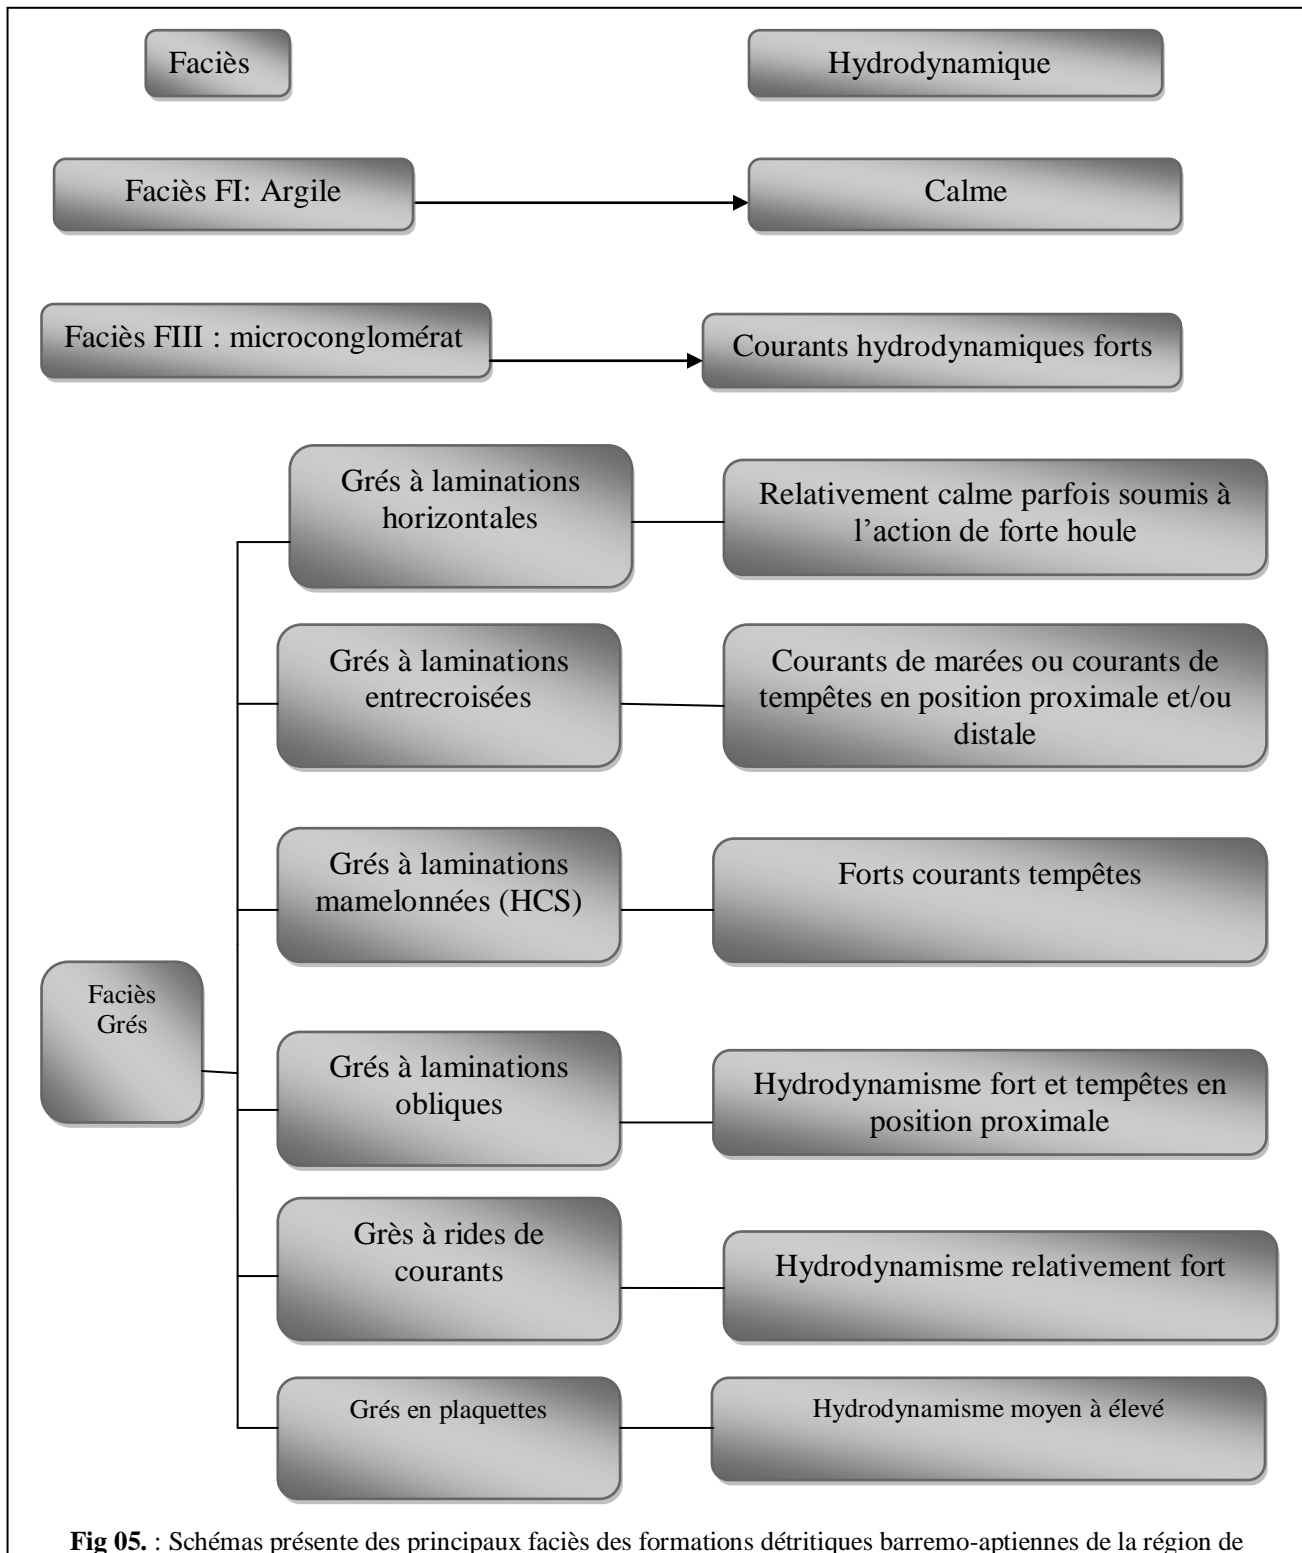 Faciès
Hydrodynamique
Faciès FI: Argile
Calme
Faciès FIII : microconglomérat
Courants hydrodynamiques forts
Grés à laminations
horizontales
Relativement calme parfois soumis à
l’action de forte houle
Grés à laminations
entrecroisées
Courants de marées ou courants de
tempêtes en position proximale et/ou
distale
Grés à laminations
mamelonnées (HCS)
Forts courants tempêtes
Faciès
Grés
Grés à laminations
obliques
Hydrodynamisme fort et tempêtes en
position proximale
Grès à rides de
courants
Hydrodynamisme relativement fort
Grés en plaquettes
Hydrodynamisme moyen à élevé
Fig 05. : Schémas présente des principaux faciès des formations détritiques barremo-aptiennes de la région de